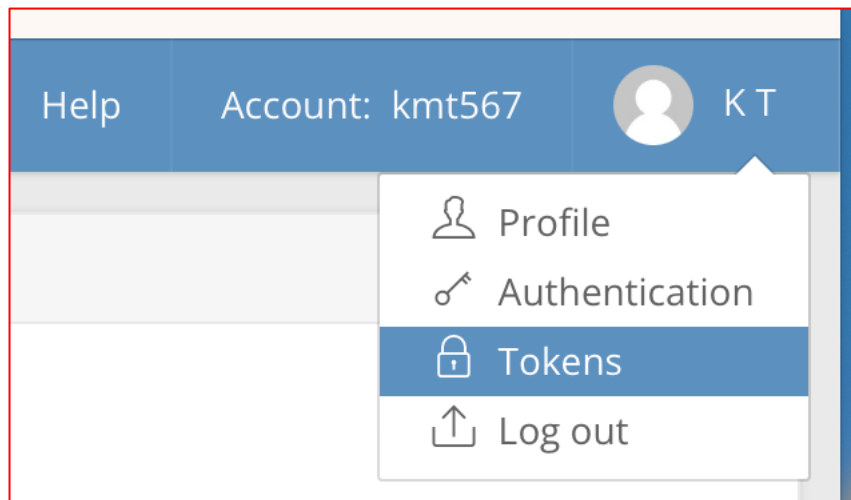 Help Account: kmt567 K T
Profile
Authentication
Tokens
Log out